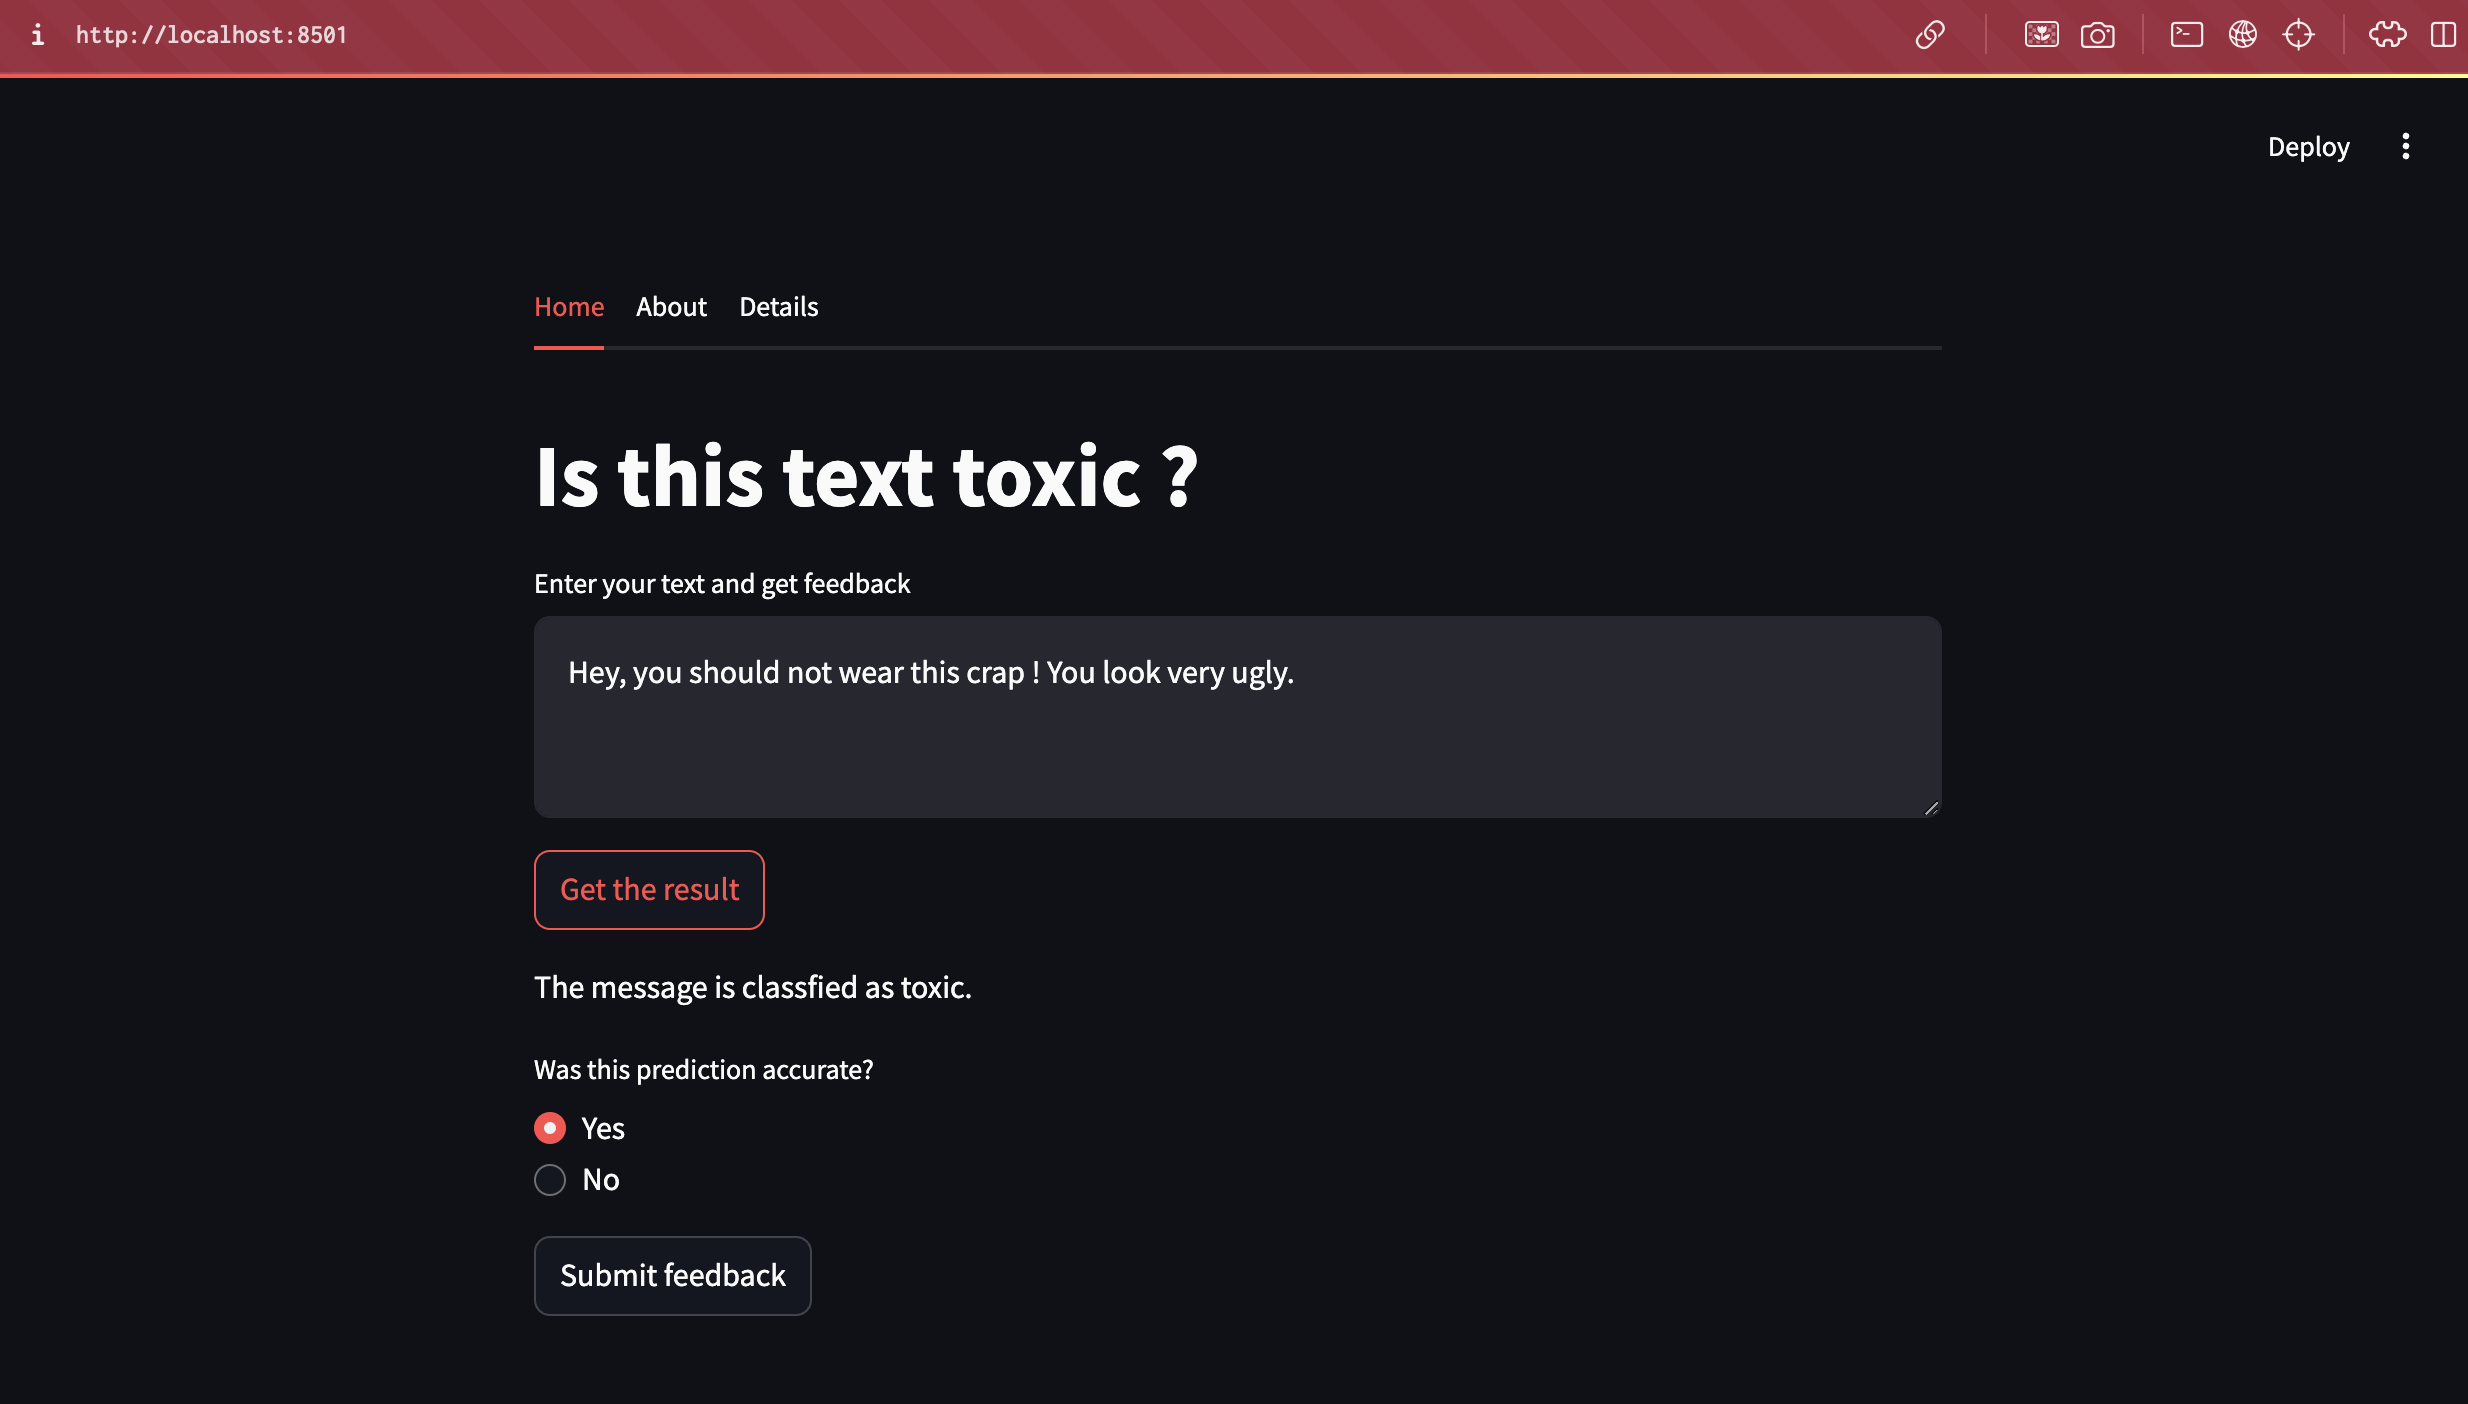 http://localhost:8501
Deploy
Home About Details
Is this text toxic ?
Enter your text and get feedback
Hey, you should not wear this crap ! You look very ugly.
Get the result
The message is classfied as toxic.
Was this prediction accurate?
Yes
No
Submit feedback